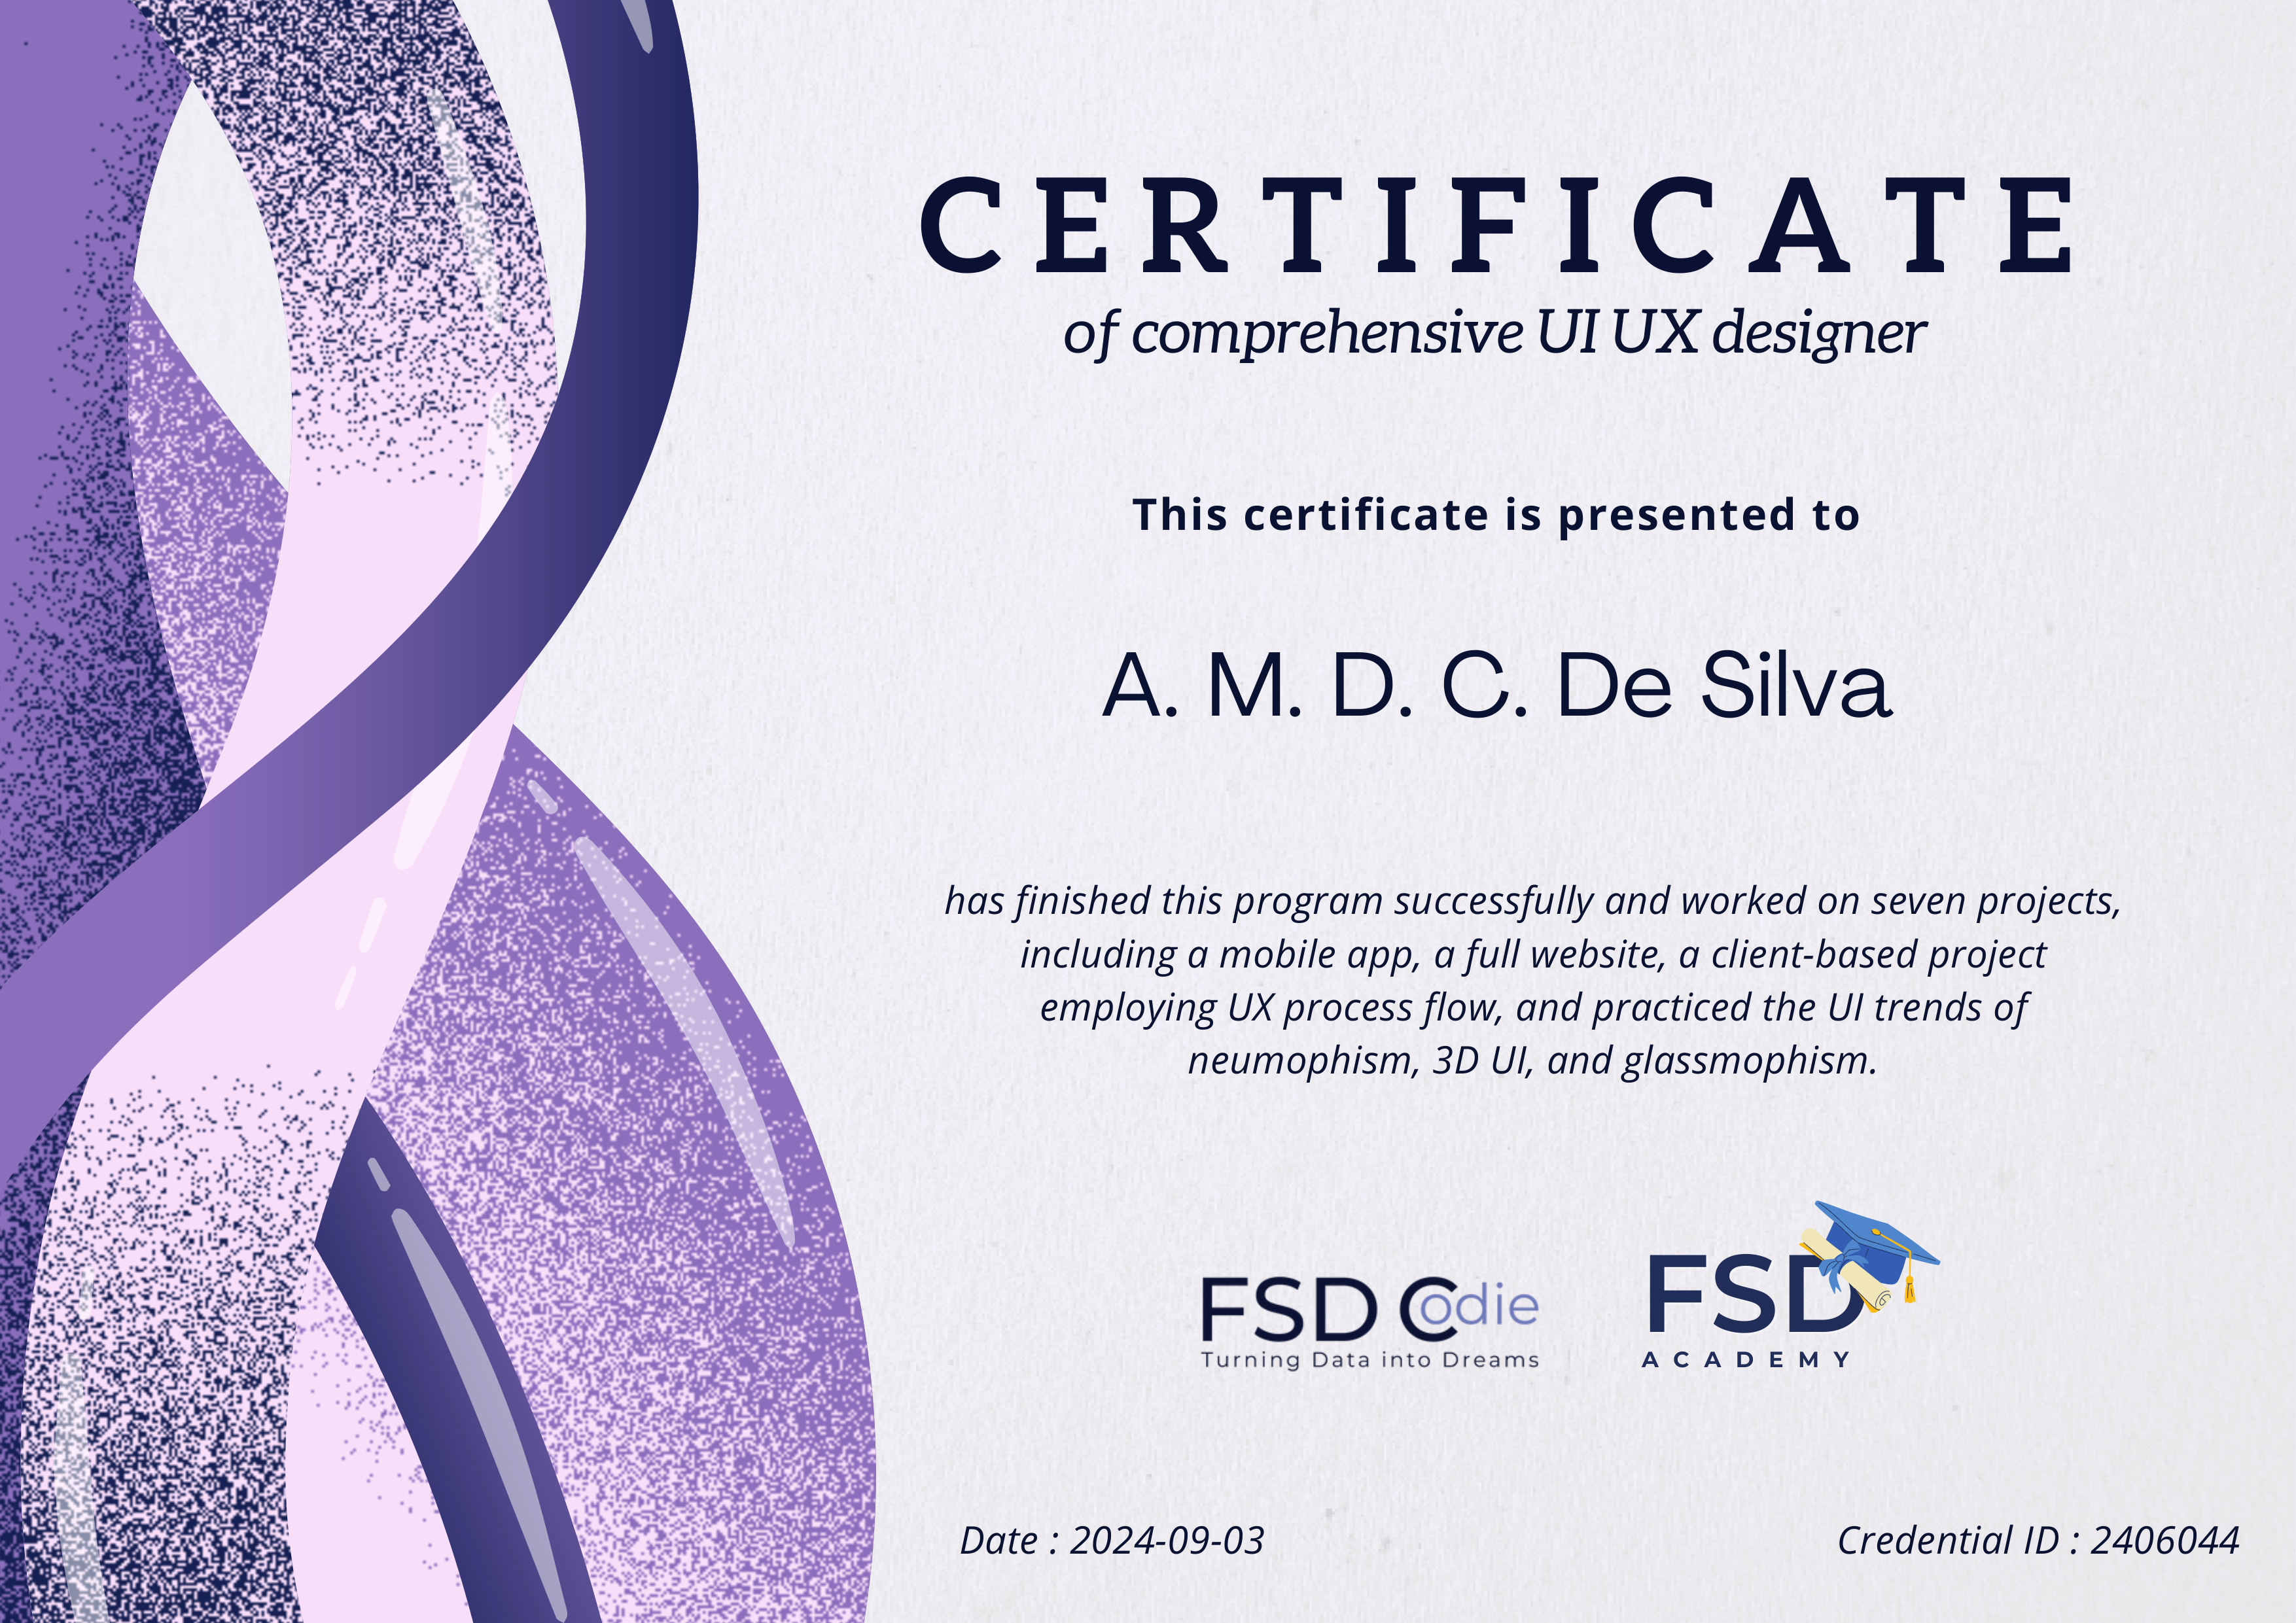 CERTIFICATE
of comprehensive UI UX designer
This certificate is presented to
A. M. D. C. De Silva
has finished this program successfully and worked on seven projects,
including a mobile app, a full website, a client-based project
employing UX process flow, and practiced the UI trends of
neumophism, 3D UI, and glassmophism.
FSD Codie
Turning Data into Dreams
FSD
ACADEMY
Date : 2024-09-03
Credential ID : 2406044